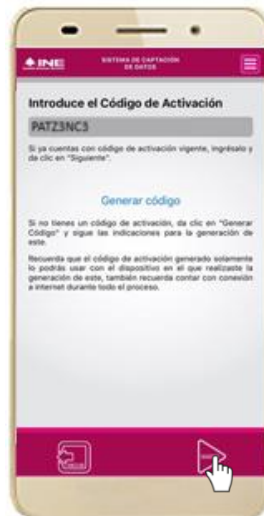 INE
SISTEMA DE CAPTACIÓN
DE DATOS
Introduce el Código de Activación
PATZ3NC3
Si ya cuentas con código de activación vigente, ingrésalo y
da clic en "Siguiente".
Generar código
Si no tienes un código de activación, da clic en "Generar
Código" y sigue las indicaciones para la generación de
este.
Recuerda que el código de activación generado solamente
lo podrás usar con el dispositivo en el que realizaste la
generación de este, también recuerda contar con conexión
a internet durante todo el proceso.